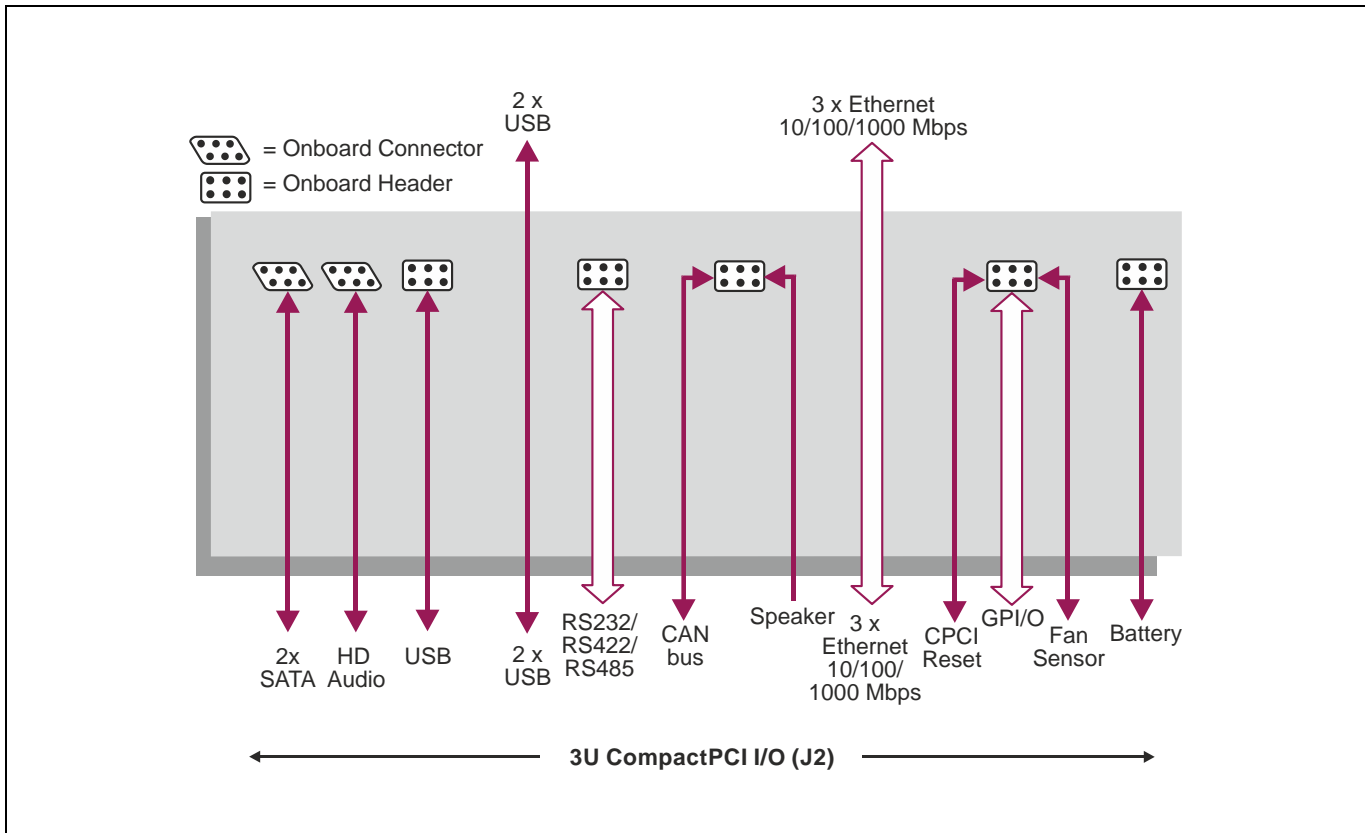 2 x
USB
3 x Ethernet
10/100/1000 Mbps
= Onboard Connector
= Onboard Header
2x
SATA
HD
Audio
USB
2 x
USB
RS232/
RS422/
RS485
CAN
bus
Speaker
3 x
Ethernet
10/100/
1000 Mbps
CPCI
Reset
GPI/O
Fan
Sensor
Battery
3U CompactPCI I/O (J2)